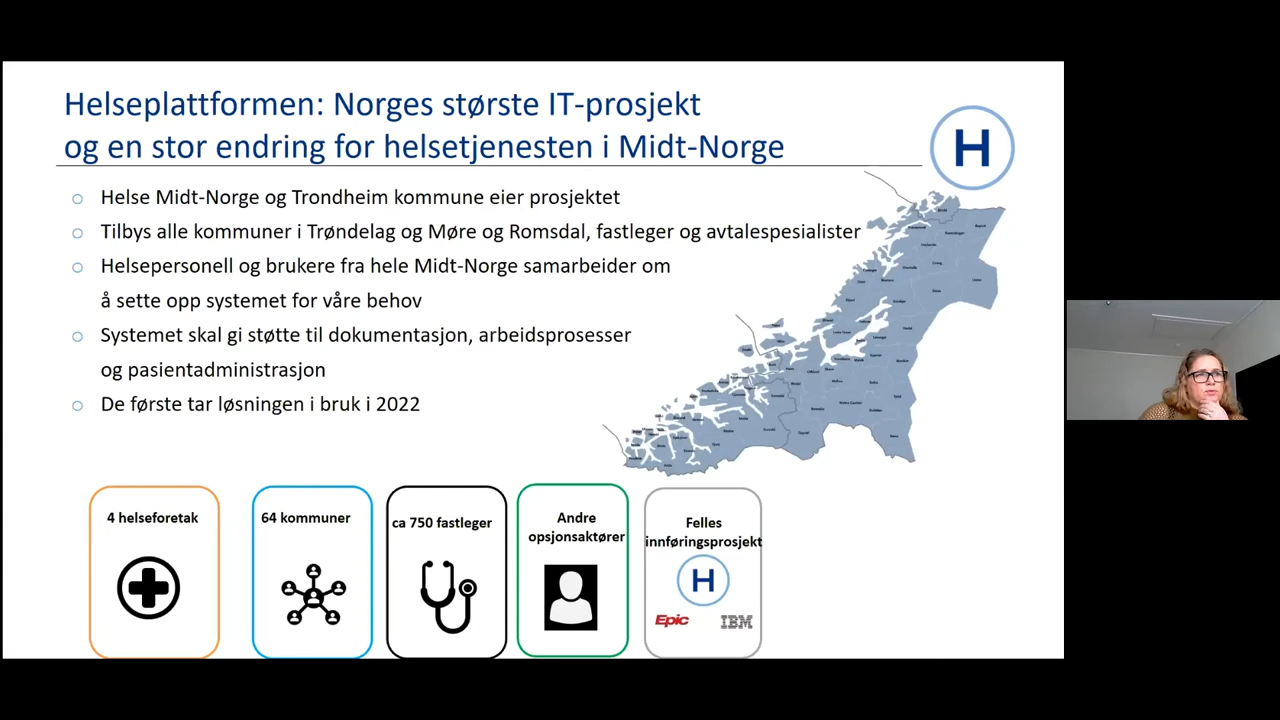 Helseplattformen: Norges største IT-prosjekt
og en stor endring for helsetjenesten i Midt-Norge
H
Helse Midt-Norge og Trondheim kommune eier prosjektet
Tilbys alle kommuner i Trøndelag og Møre og Romsdal, fastleger og avtalespesialister
Helsepersonell og brukere fra hele Midt-Norge samarbeider om
å sette opp systemet for våre behov
Systemet skal gi støtte til dokumentasjon, arbeidsprosesser
og pasientadministrasjon
De første tar løsningen i bruk i 2022
4 helseforetak
64 kommuner
ca 750 fastleger
Andre
opsjonsaktører
Felles
innføringsprosjekt
H
Epic IBM